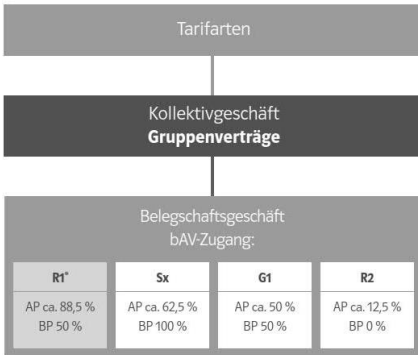 Tarifarten
Kollektivgeschäft
Gruppenverträge
Belegschaftsgeschäft
bAV-Zugang:
R1*
AP ca. 88,5 %
BP 50 %
Sx
AP ca. 62,5 %
BP 100 %
G1
AP ca. 50 %
BP 50 %
R2
AP ca. 12,5 %
BP 0 %